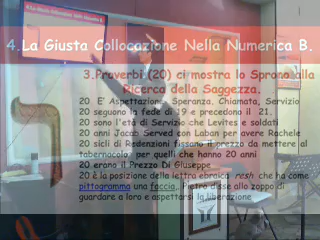 4.La Giusta Collocazione Nella Numerica B.
3.Proverbi (20) ci mostra lo Sprono alla
Ricerca della Saggezza.
20 E' Aspettazione, Speranza, Chiamata, Servizio
20 seguono la fede di 19 e precedono il 21.
20 sono l'età di Servizio che Levites e soldati
20 anni Jacob Served con Laban per avere Rachele
20 sicli di Redenzioni fissano il prezzo da mettere al
tabernacolo per quelli che hanno 20 anni
20 erano il Prezzo Di Giuseppe
20 è la posizione della lettera ebraica resh che ha come
pittogramma una faccia,. Pietro disse allo zoppo di
guardare a loro e aspettarsi la liberazione